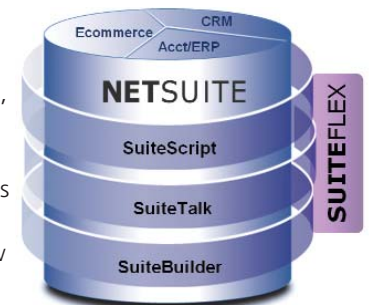 CRM
Ecommerce
Acct/ERP
NETSUITE
,
SuiteScript
SUITEFLEX
s
SuiteTalk
SuiteBuilder